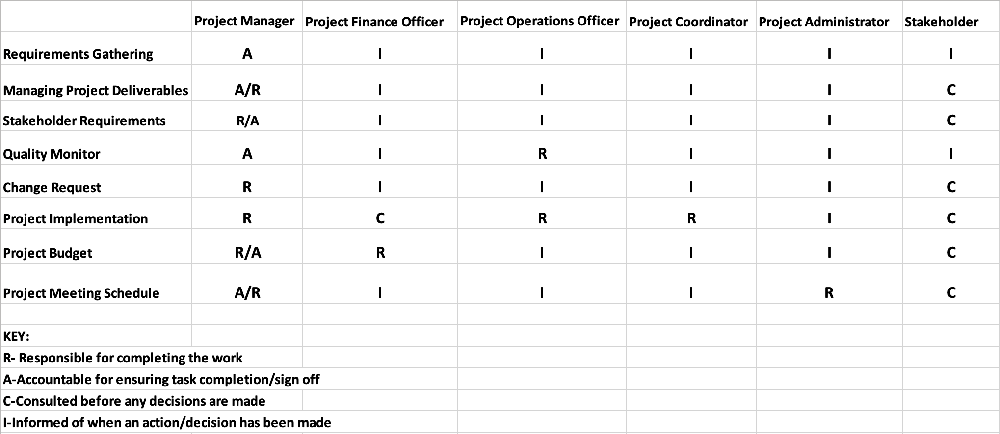 Project Manager Project Finance Officer Project Operations Officer Project Coordinator Project Administrator Stakeholder
Requirements Gathering A I I I I I
Managing Project Deliverables A/R I I I I C
Stakeholder Requirements R/A I I I I C
Quality Monitor A I R I I I
Change Request R I I I I C
Project Implementation R C R R I C
Project Budget R/A R I I I C
Project Meeting Schedule A/R I I I R C
KEY:
R- Responsible for completing the work
A-Accountable for ensuring task completion/sign off
C-Consulted before any decisions are made
I-Informed of when an action/decision has been made